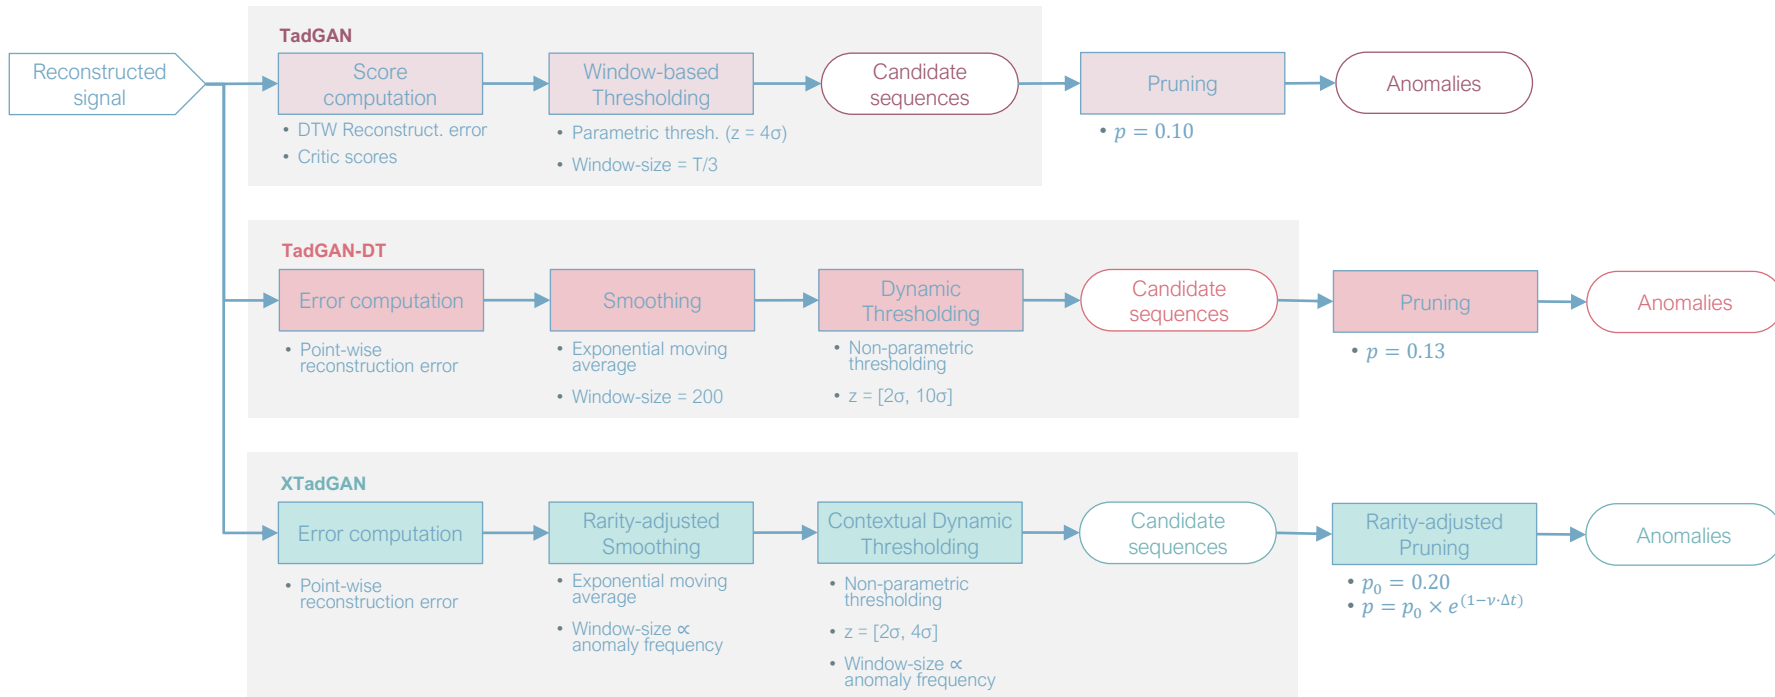 Reconstructed
signal
TadGAN
Score
computation
• DTW Reconstruct. error
• Critic scores
Window-based
Thresholding
• Parametric thresh. (z = 4σ)
• Window-size = T/3
Candidate
sequences
Pruning
• p = 0.10
Anomalies
TadGAN-DT
Error computation
• Point-wise
reconstruction error
Smoothing
• Exponential moving
average
• Window-size = 200
Dynamic
Thresholding
• Non-parametric
thresholding
• z = [2σ, 10σ]
Candidate
sequences
Pruning
• p = 0.13
Anomalies
XTadGAN
Error computation
• Point-wise
reconstruction error
Rarity-adjusted
Smoothing
• Exponential moving
average
• Window-size ∝
anomaly frequency
Contextual Dynamic
Thresholding
• Non-parametric
thresholding
• z = [2σ, 4σ]
• Window-size ∝
anomaly frequency
Candidate
sequences
Rarity-adjusted
Pruning
• p₀ = 0.20
• p = p₀ × e^(1−ν·Δt)
Anomalies